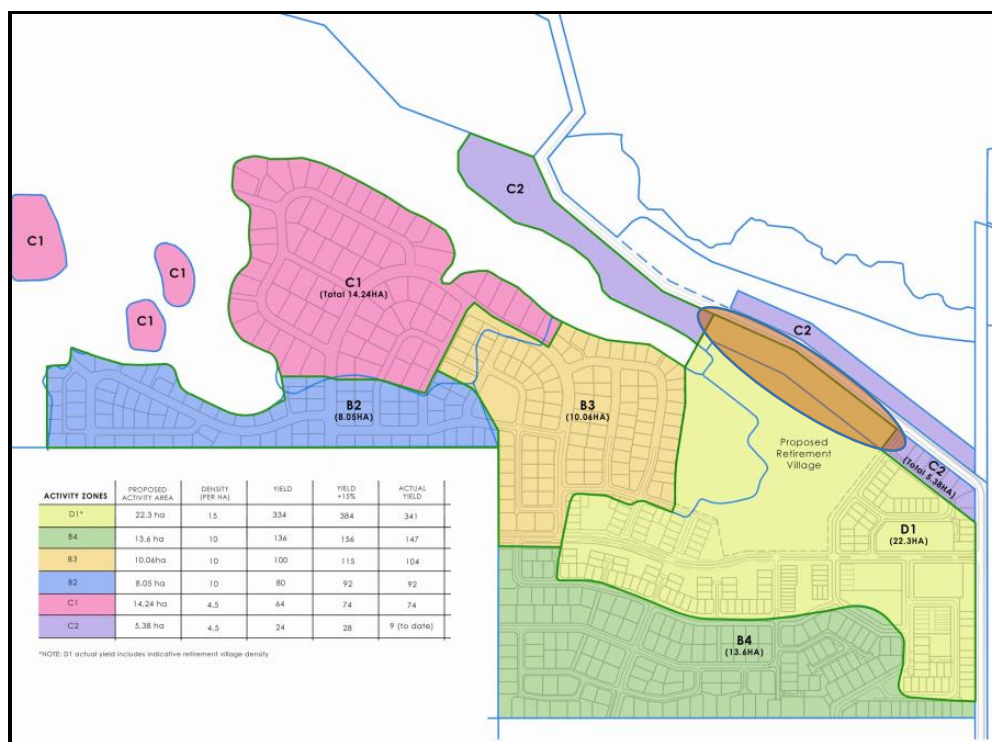 C2
C1
C1
C1
C1
(Total 14.24HA)
C2
B2
(8.05HA)
B3
(10.06HA)
Proposed
Retirement
Village
C2
(Total 5.38HA)
D1
(22.3HA)
B4
(13.6HA)
ACTIVITY ZONES PROPOSED ACTIVITY AREA DENSITY (PER HA) YIELD YIELD +15% ACTUAL YIELD
D1* 22.3 ha 15 334 384 341
B4 13.6 ha 10 136 156 147
B3 10.06ha 10 100 115 104
B2 8.05 ha 10 80 92 92
C1 14.24 ha 4.5 64 74 74
C2 5.38 ha 4.5 24 28 9 (to date)
*NOTE: D1 actual yield includes indicative retirement village density